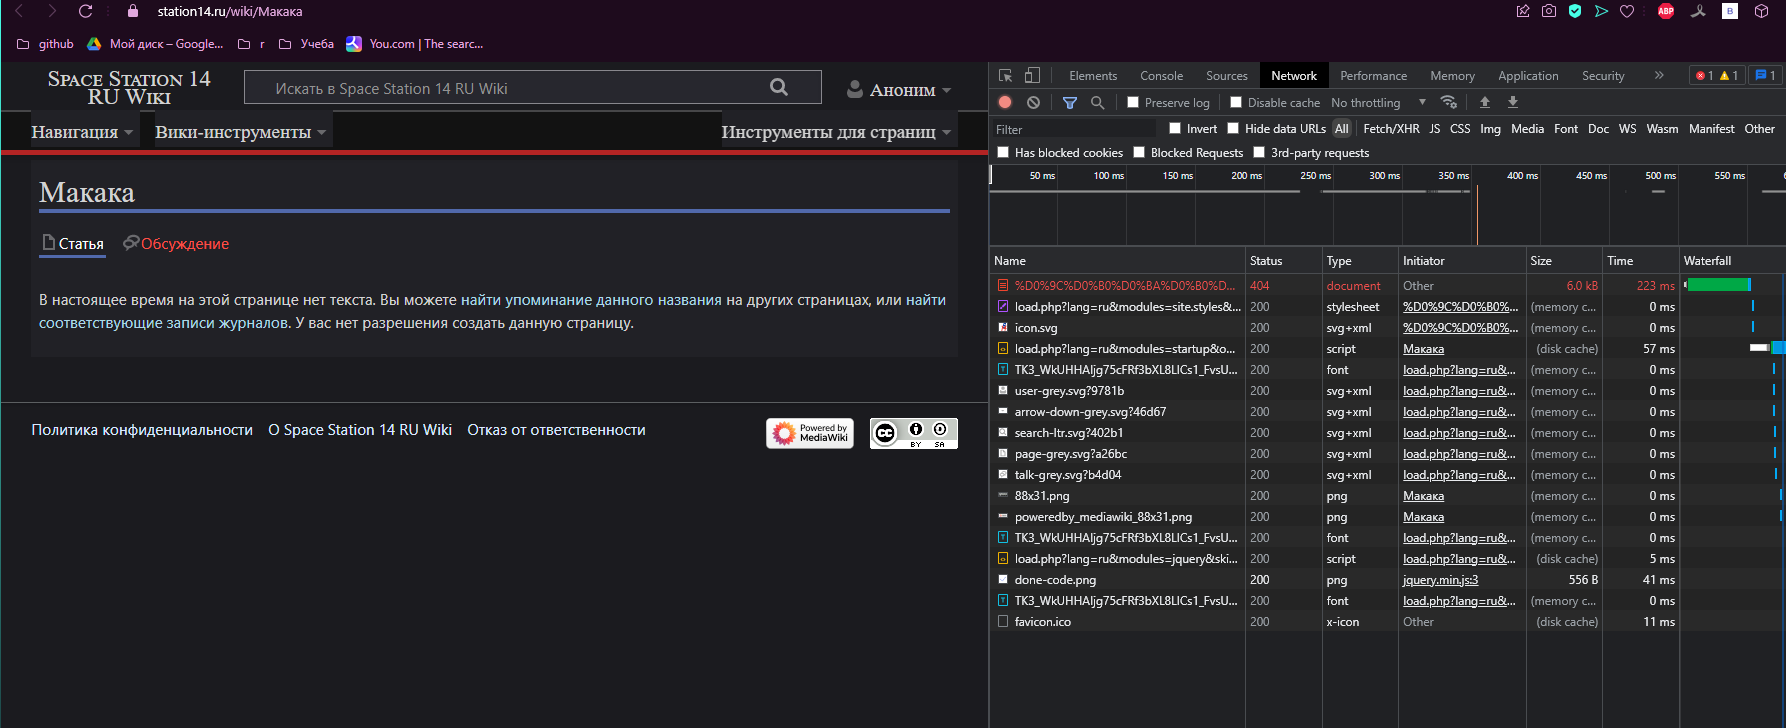 station14.ru/wiki/Макака
github Мой диск – Google... r Учеба You.com | The searc...
ABP B
SPACE STATION 14
RU WIKI
Искать в Space Station 14 RU Wiki
Аноним
Навигация Вики-инструменты Инструменты для страниц
Макака
Статья Обсуждение
В настоящее время на этой странице нет текста. Вы можете найти упоминание данного названия на других страницах, или найти
соответствующие записи журналов. У вас нет разрешения создать данную страницу.
Политика конфиденциальности О Space Station 14 RU Wiki Отказ от ответственности
Powered by
MediaWiki
CC
BY SA
Elements Console Sources Network Performance Memory Application Security » 1 1 1
Preserve log Disable cache No throttling
Filter Invert Hide data URLs All Fetch/XHR JS CSS Img Media Font Doc WS Wasm Manifest Other
Has blocked cookies Blocked Requests 3rd-party requests
50 ms 100 ms 150 ms 200 ms 250 ms 300 ms 350 ms 400 ms 450 ms 500 ms 550 ms
Name Status Type Initiator Size Time Waterfall
%D0%9C%D0%B0%D0%BA%D0%B0%D... 404 document Other 6.0 kB 223 ms
load.php?lang=ru&modules=site.styles&... 200 stylesheet %D0%9C%D0%B0%... (memory c... 0 ms
icon.svg 200 svg+xml %D0%9C%D0%B0%... (memory c... 0 ms
load.php?lang=ru&modules=startup&o... 200 script Макака (disk cache) 57 ms
TK3_WkUHHAIjg75cFRf3bXL8LICs1_FvsU... 200 font load.php?lang=ru&... (memory c... 0 ms
user-grey.svg?9781b 200 svg+xml load.php?lang=ru&... (memory c... 0 ms
arrow-down-grey.svg?46d67 200 svg+xml load.php?lang=ru&... (memory c... 0 ms
search-ltr.svg?402b1 200 svg+xml load.php?lang=ru&... (memory c... 0 ms
page-grey.svg?a26bc 200 svg+xml load.php?lang=ru&... (memory c... 0 ms
talk-grey.svg?b4d04 200 svg+xml load.php?lang=ru&... (memory c... 0 ms
88x31.png 200 png Макака (memory c... 0 ms
poweredby_mediawiki_88x31.png 200 png Макака (memory c... 0 ms
TK3_WkUHHAIjg75cFRf3bXL8LICs1_FvsU... 200 font load.php?lang=ru&... (memory c... 0 ms
load.php?lang=ru&modules=jquery&ski... 200 script load.php?lang=ru&... (disk cache) 5 ms
done-code.png 200 png jquery.min.js:3 556 B 41 ms
TK3_WkUHHAIjg75cFRf3bXL8LICs1_FvsU... 200 font load.php?lang=ru&... (memory c... 0 ms
favicon.ico 200 x-icon Other (disk cache) 11 ms